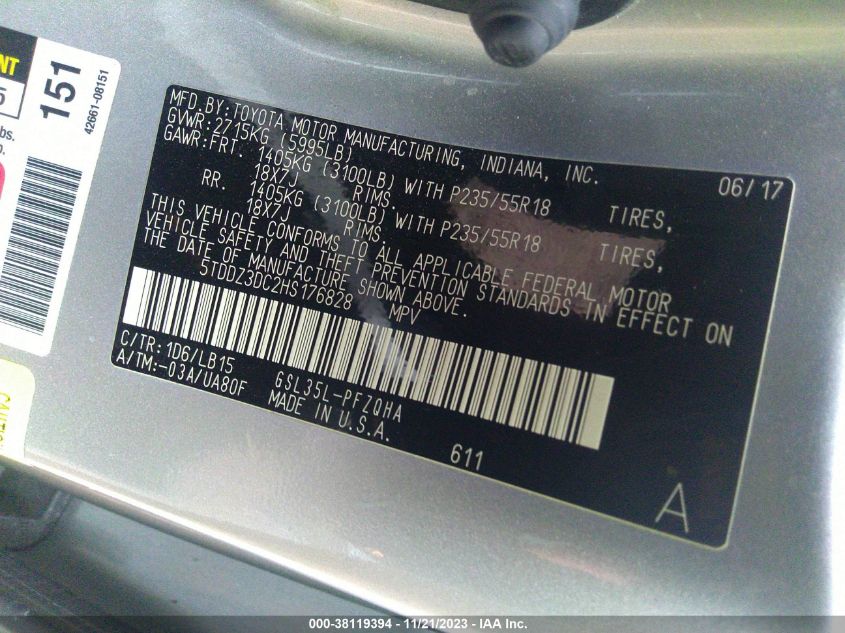 NT
5
bs.
151
42661-08151
MFD.BY:TOYOTA MOTOR MANUFACTURING, INDIANA, INC. 06/17
GVWR:2715KG (5995LB)
GAWR:FRT. 1405KG (3100LB) WITH P235/55R18 TIRES,
18X7J RIMS,
RR. 1405KG (3100LB) WITH P235/55R18 TIRES,
18X7J RIMS.
THIS VEHICLE CONFORMS TO ALL APPLICABLE FEDERAL MOTOR
VEHICLE SAFETY AND THEFT PREVENTION STANDARDS IN EFFECT ON
THE DATE OF MANUFACTURE SHOWN ABOVE.
5TDDZ3DC2HS176828 MPV
C/TR:1D6/LB15 GSL35L-PFZQHA
A/TM:-03A/UA80F MADE IN U.S.A.
611
A
000-38119394 - 11/21/2023 - IAA Inc.